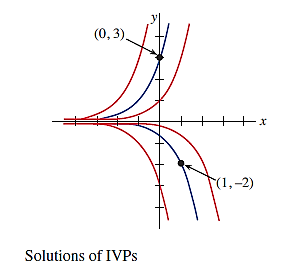 y
(0, 3)
x
(1, −2)
Solutions of IVPs